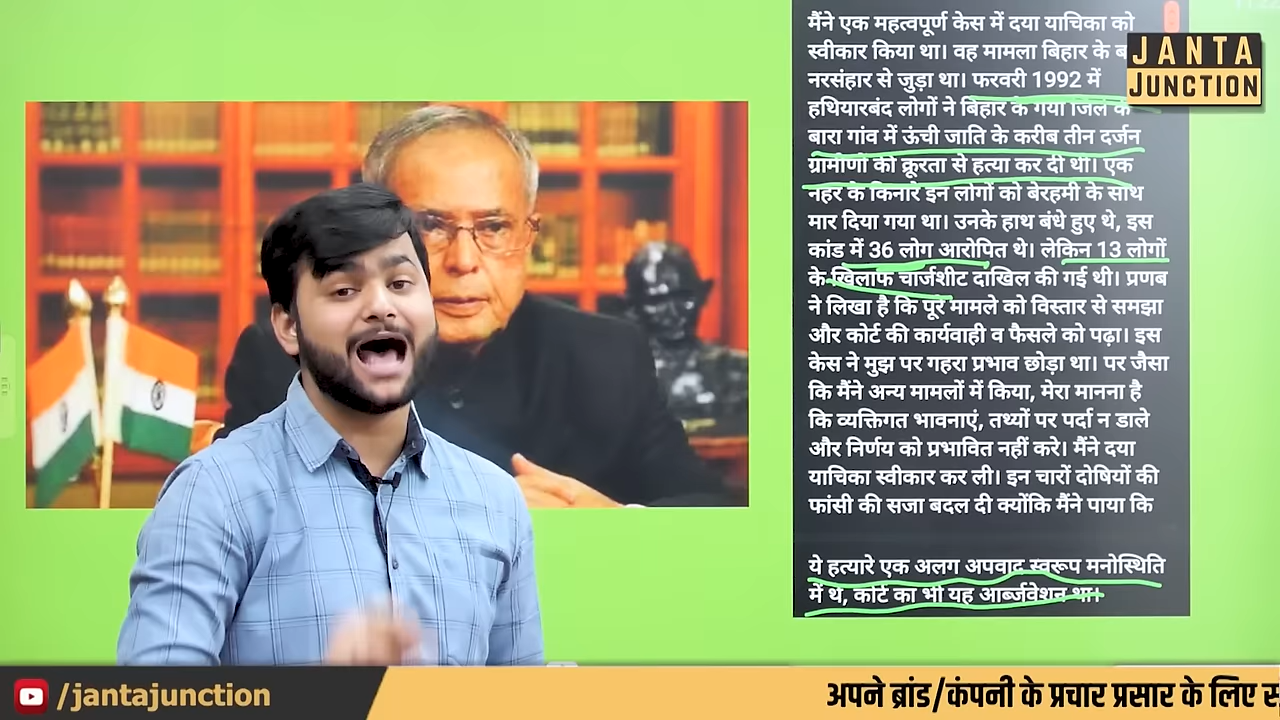 मैंने एक महत्वपूर्ण केस में दया याचिका को
स्वीकार किया था। वह मामला बिहार के
नरसंहार से जुड़ा था। फरवरी 1992 में
हथियारबंद लोगों ने बिहार के गया जिले के
बारा गांव में ऊंची जाति के करीब तीन दर्जन
ग्रामीणों की क्रूरता से हत्या कर दी थी। एक
नहर के किनारे इन लोगों को बेरहमी के साथ
मार दिया गया था। उनके हाथ बंधे हुए थे, इस
कांड में 36 लोग आरोपित थे। लेकिन 13 लोगों
के खिलाफ चार्जशीट दाखिल की गई थी। प्रणब
ने लिखा है कि पूरे मामले को विस्तार से समझा
और कोर्ट की कार्यवाही व फैसले को पढ़ा। इस
केस ने मुझ पर गहरा प्रभाव छोड़ा था। पर जैसा
कि मैंने अन्य मामलों में किया, मेरा मानना है
कि व्यक्तिगत भावनाएं, तथ्यों पर पर्दा न डाले
और निर्णय को प्रभावित नहीं करे। मैंने दया
याचिका स्वीकार कर ली। इन चारों दोषियों की
फांसी की सजा बदल दी क्योंकि मैंने पाया कि
ये हत्यारे एक अलग अपवाद स्वरूप मनोस्थिति
में थे, कोर्ट का भी यह आर्ब्जवेशन था।
JANTA
JUNCTION
/jantajunction
अपने ब्रांड/कंपनी के प्रचार प्रसार के लिए